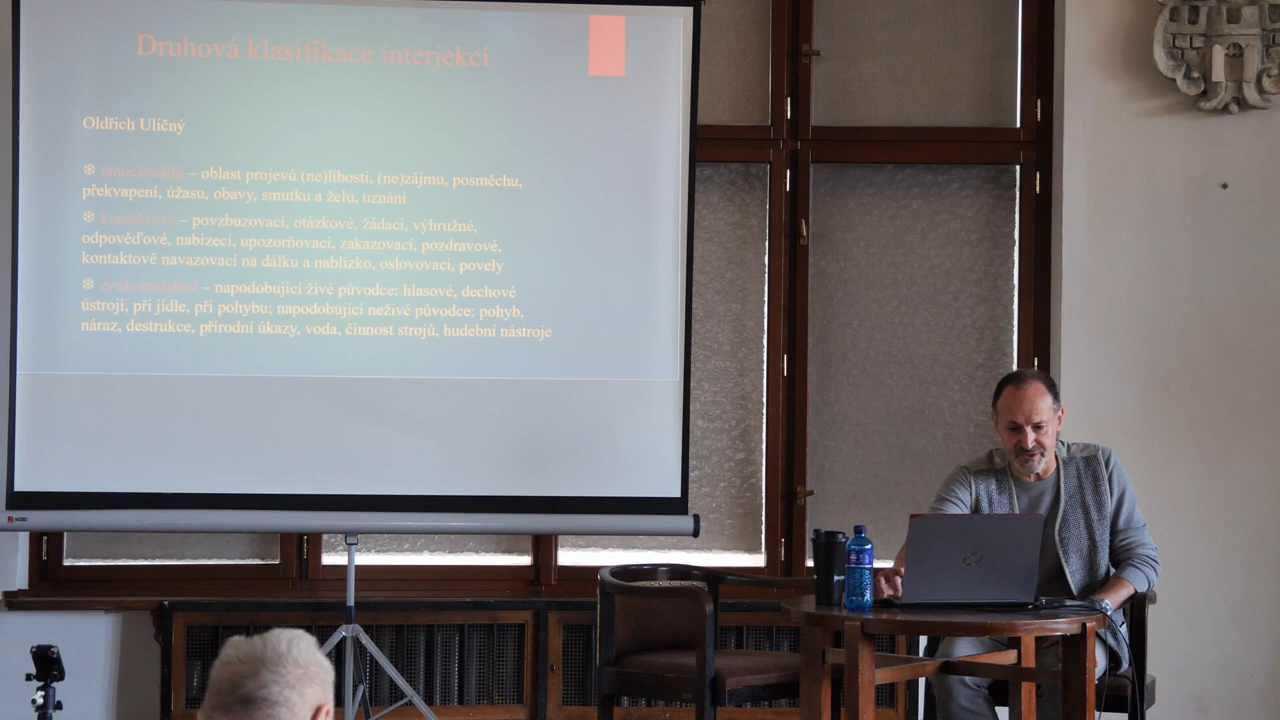 Druhová klasifikace interjekcí
Oldřich Uličný
❄ emocionální – oblast projevů (ne)libosti, (ne)zájmu, posměchu,
překvapení, úžasu, obavy, smutku a želu, uznání
❄ kontaktové – povzbuzovací, otázkové, žádací, výhružné,
odpověďové, nabízecí, upozorňovací, zakazovací, pozdravové,
kontaktově navazovací na dálku a nablízko, oslovovací, povely
❄ zvukomalebné – napodobující živé původce: hlasové, dechové
ústrojí, při jídle, při pohybu; napodobující neživé původce: pohyb,
náraz, destrukce, přírodní úkazy, voda, činnost strojů, hudební nástroje